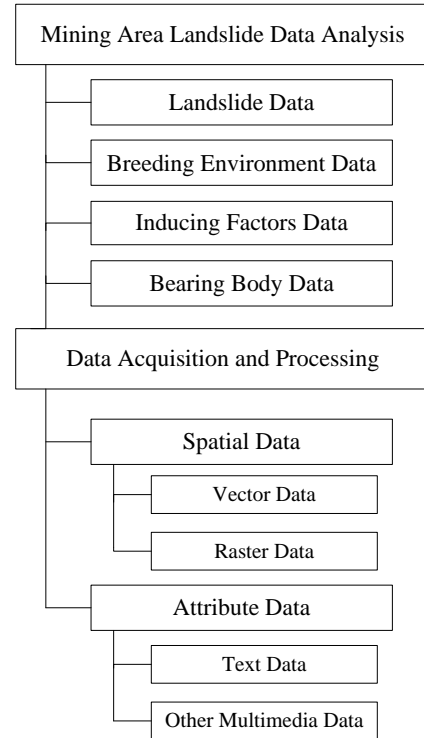 Mining Area Landslide Data Analysis
Landslide Data
Breeding Environment Data
Inducing Factors Data
Bearing Body Data
Data Acquisition and Processing
Spatial Data
Vector Data
Raster Data
Attribute Data
Text Data
Other Multimedia Data